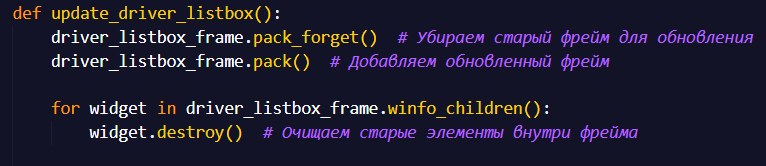 def update_driver_listbox():
    driver_listbox_frame.pack_forget()  # Убираем старый фрейм для обновления
    driver_listbox_frame.pack()  # Добавляем обновленный фрейм

    for widget in driver_listbox_frame.winfo_children():
        widget.destroy()  # Очищаем старые элементы внутри фрейма